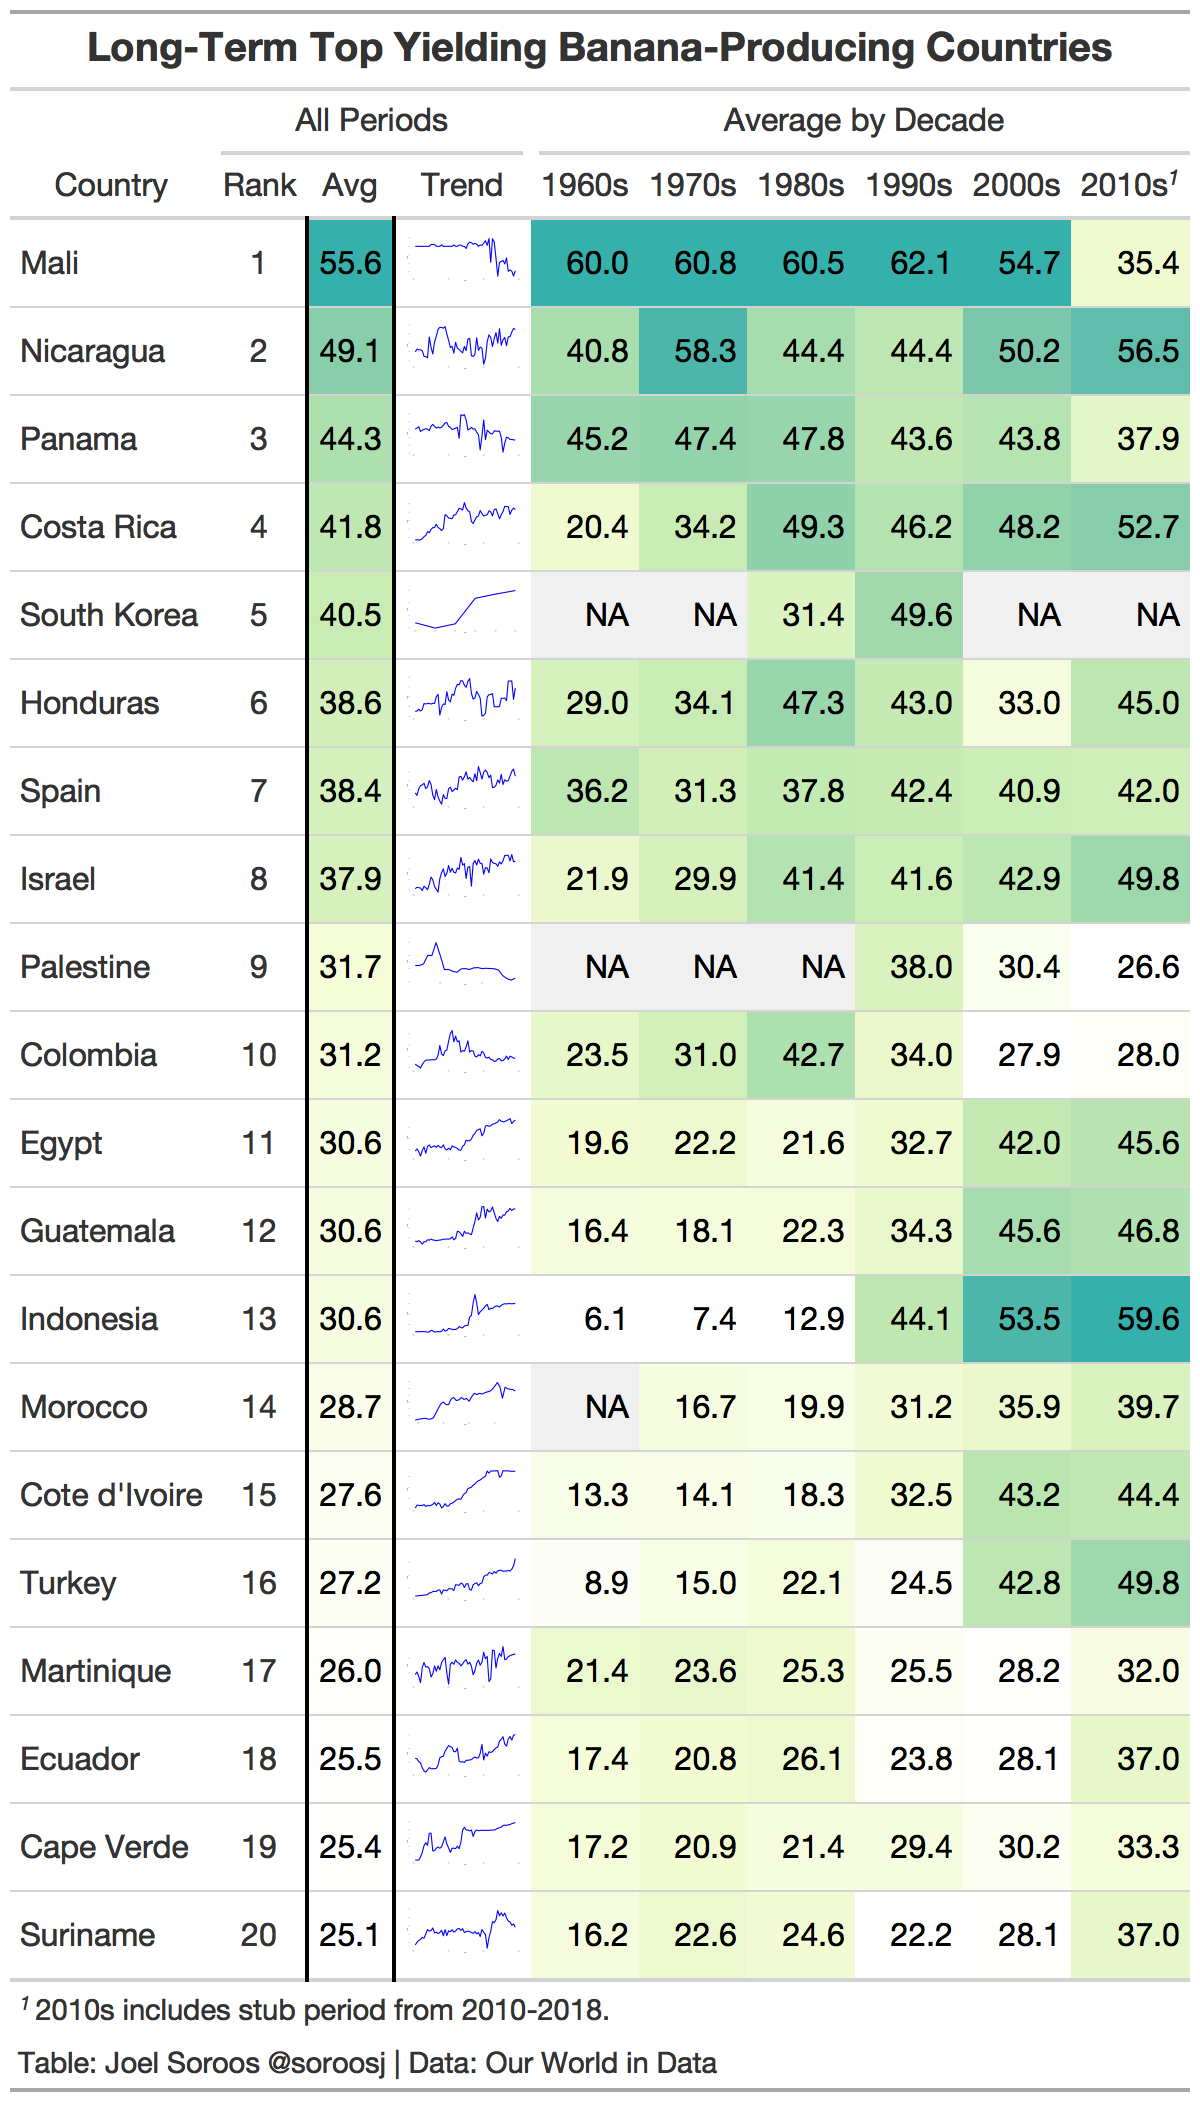 Long-Term Top Yielding Banana-Producing Countries
All Periods Average by Decade
Country Rank Avg Trend 1960s 1970s 1980s 1990s 2000s 2010s¹
Mali 1 55.6 60.0 60.8 60.5 62.1 54.7 35.4
Nicaragua 2 49.1 40.8 58.3 44.4 44.4 50.2 56.5
Panama 3 44.3 45.2 47.4 47.8 43.6 43.8 37.9
Costa Rica 4 41.8 20.4 34.2 49.3 46.2 48.2 52.7
South Korea 5 40.5 NA NA 31.4 49.6 NA NA
Honduras 6 38.6 29.0 34.1 47.3 43.0 33.0 45.0
Spain 7 38.4 36.2 31.3 37.8 42.4 40.9 42.0
Israel 8 37.9 21.9 29.9 41.4 41.6 42.9 49.8
Palestine 9 31.7 NA NA NA 38.0 30.4 26.6
Colombia 10 31.2 23.5 31.0 42.7 34.0 27.9 28.0
Egypt 11 30.6 19.6 22.2 21.6 32.7 42.0 45.6
Guatemala 12 30.6 16.4 18.1 22.3 34.3 45.6 46.8
Indonesia 13 30.6 6.1 7.4 12.9 44.1 53.5 59.6
Morocco 14 28.7 NA 16.7 19.9 31.2 35.9 39.7
Cote d'Ivoire 15 27.6 13.3 14.1 18.3 32.5 43.2 44.4
Turkey 16 27.2 8.9 15.0 22.1 24.5 42.8 49.8
Martinique 17 26.0 21.4 23.6 25.3 25.5 28.2 32.0
Ecuador 18 25.5 17.4 20.8 26.1 23.8 28.1 37.0
Cape Verde 19 25.4 17.2 20.9 21.4 29.4 30.2 33.3
Suriname 20 25.1 16.2 22.6 24.6 22.2 28.1 37.0
¹ 2010s includes stub period from 2010-2018.
Table: Joel Soroos @soroosj | Data: Our World in Data